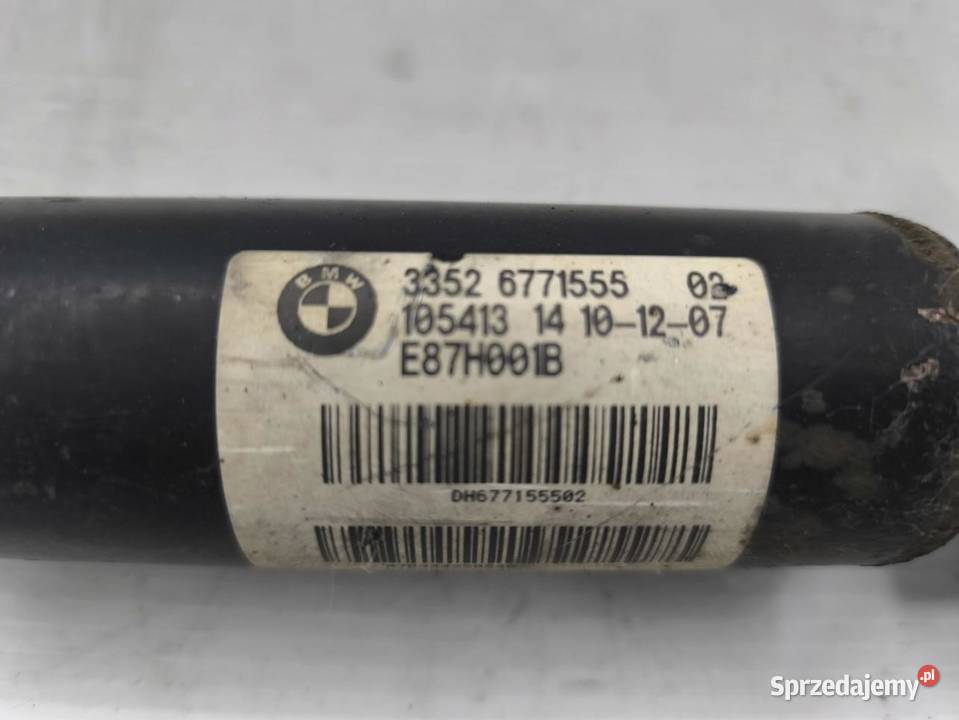 BMW
3352 6771555 02
105413 14 10-12-07
E87H001B
DH677155502
Sprzedajemy.pl